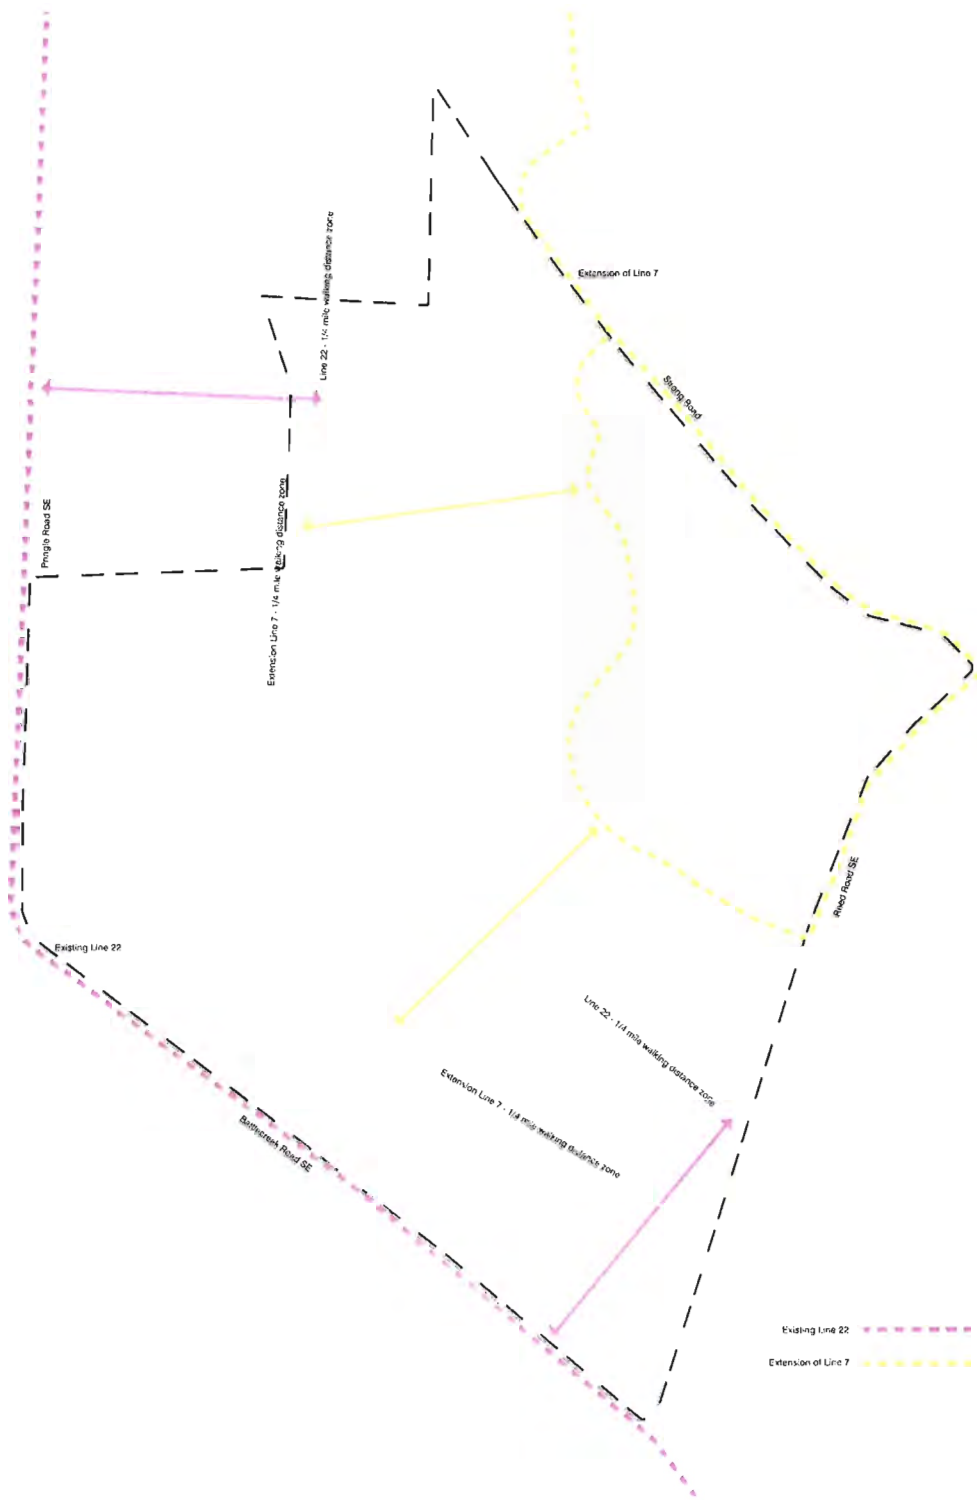 Line 22 - 1/4 mile walking distance zone
Extension of Line 7
Strong Road
Pringle Road SE
Extension Line 7 - 1/4 mile walking distance zone
Reed Road SE
Existing Line 22
Line 22 - 1/4 mile walking distance zone
Extension Line 7 - 1/4 mile walking distance zone
Battlecreek Road SE
Existing Line 22
Extension of Line 7